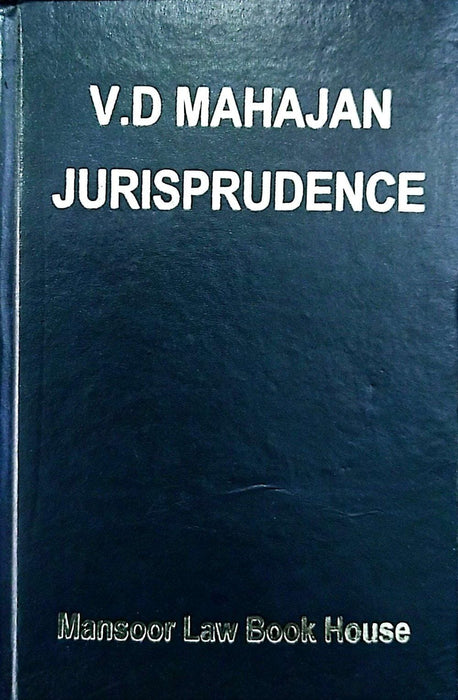 V.D MAHAJAN
JURISPRUDENCE
Mansoor Law Book House